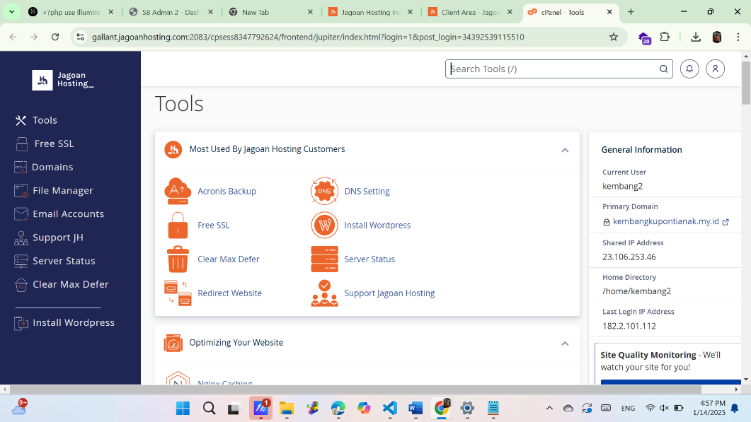 <?php use Illumin
SB Admin 2 - Dash
New Tab
Jagoan Hosting In
Client Area - Jagoa
cPanel - Tools
gallant.jagoanhosting.com:2083/cpsess8347792624/frontend/jupiter/index.html?login=1&post_login=34392539115510
28
Jagoan
Hosting
Search Tools (/)
Tools
Free SSL
Domains
File Manager
Email Accounts
Support JH
Server Status
Clear Max Defer
Install Wordpress
Tools
Most Used By Jagoan Hosting Customers
Acronis Backup
DNS
DNS Setting
Free SSL
Install Wordpress
Clear Max Defer
Server Status
Redirect Website
Support Jagoan Hosting
Optimizing Your Website
Nginx Caching
General Information
Current User
kembang2
Primary Domain
kembangkupontianak.my.id
Shared IP Address
23.106.253.46
Home Directory
/home/kembang2
Last Login IP Address
182.2.101.112
Site Quality Monitoring - We'll
watch your site for you!
9+
1
ENG
4:57 PM
1/14/2025